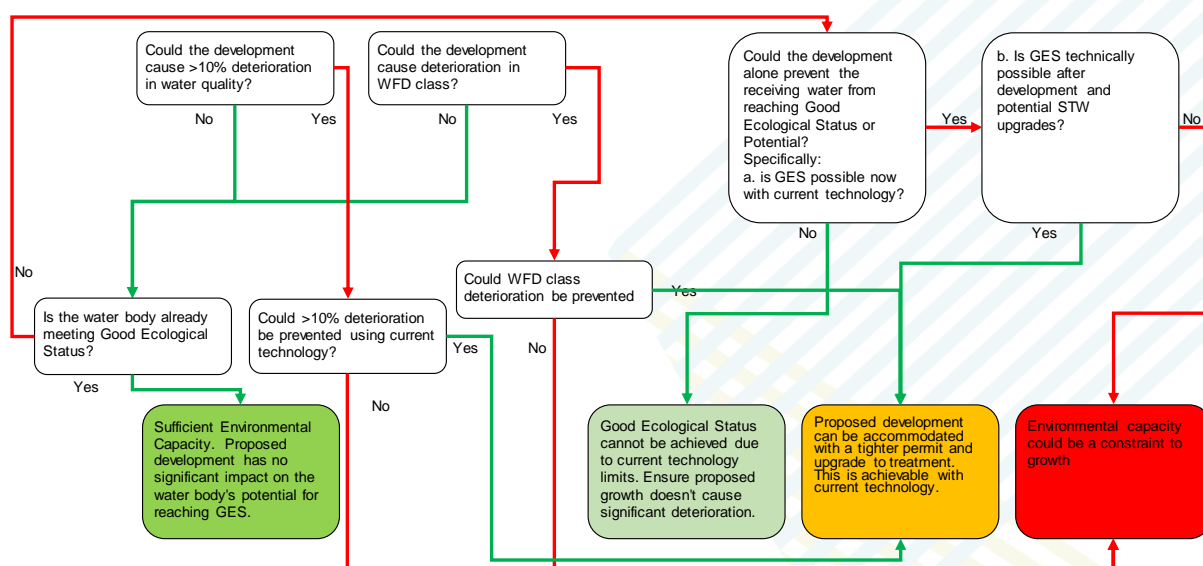 Could the development
cause >10% deterioration
in water quality?
No
Yes
Could the development
cause deterioration in
WFD class?
No
Yes
Could the development
alone prevent the
receiving water from
reaching Good
Ecological Status or
Potential?
Specifically:
a. is GES possible now
with current technology?
Yes
No
b. Is GES technically
possible after
development and
potential STW
upgrades?
No
Yes
No
Is the water body already
meeting Good Ecological
Status?
Yes
Could >10% deterioration
be prevented using current
technology?
Yes
No
Could WFD class
deterioration be prevented
Yes
No
Sufficient Environmental
Capacity. Proposed
development has no
significant impact on the
water body's potential for
reaching GES.
Good Ecological Status
cannot be achieved due
to current technology
limits. Ensure proposed
growth doesn't cause
significant deterioration.
Proposed development
can be accommodated
with a tighter permit and
upgrade to treatment.
This is achievable with
current technology.
Environmental capacity
could be a constraint to
growth